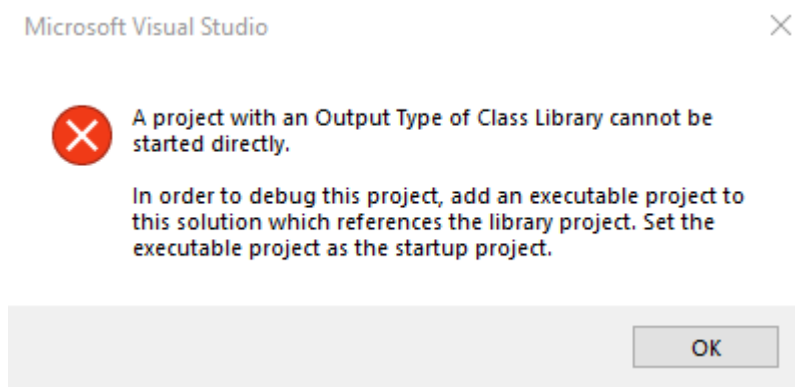 Microsoft Visual Studio
A project with an Output Type of Class Library cannot be
started directly.
In order to debug this project, add an executable project to
this solution which references the library project. Set the
executable project as the startup project.
OK